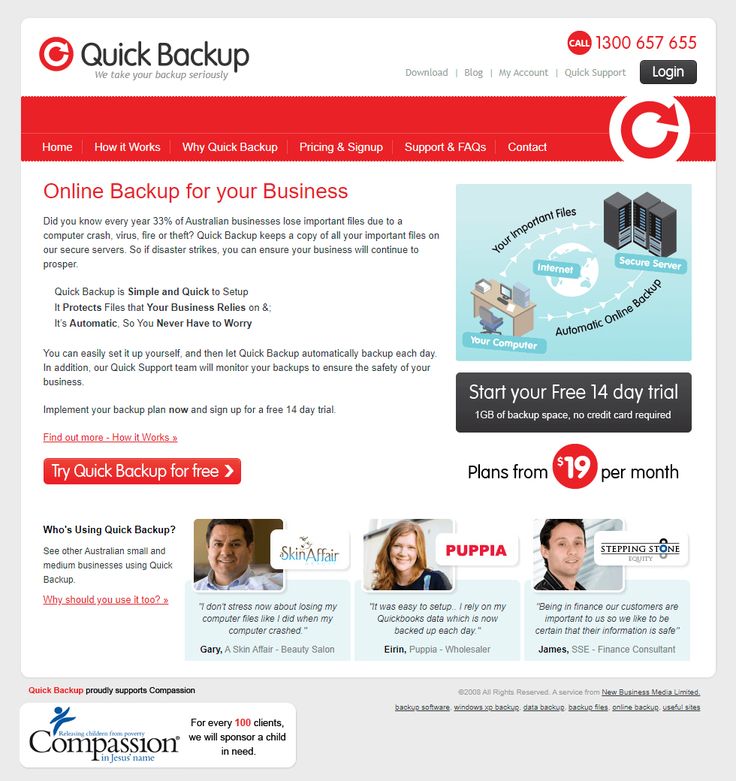 Quick Backup
We take your backup seriously
CALL 1300 657 655
Download | Blog | My Account | Quick Support
Login
Home
How it Works
Why Quick Backup
Pricing & Signup
Support & FAQs
Contact
Online Backup for your Business
Did you know every year 33% of Australian businesses lose important files due to a
computer crash, virus, fire or theft? Quick Backup keeps a copy of all your important files on
our secure servers. So if disaster strikes, you can ensure your business will continue to
prosper.
Quick Backup is Simple and Quick to Setup
It Protects Files that Your Business Relies on &;
It's Automatic, So You Never Have to Worry
You can easily set it up yourself, and then let Quick Backup automatically backup each day.
In addition, our Quick Support team will monitor your backups to ensure the safety of your
business.
Implement your backup plan now and sign up for a free 14 day trial.
Find out more - How it Works »
Try Quick Backup for free
Your Important Files
Internet
Secure Server
Your Computer
Automatic Online Backup
Start your Free 14 day trial
1GB of backup space, no credit card required
Plans from $19 per month
Who's Using Quick Backup?
See other Australian small and
medium businesses using Quick
Backup.
Why should you use it too? »
SkinAffair
"I don't stress now about losing my
computer files like I did when my
computer crashed."
Gary, A Skin Affair - Beauty Salon
PUPPIA
"It was easy to setup.. I rely on my
Quickbooks data which is now
backed up each day."
Eirin, Puppia - Wholesaler
STEPPING STONE
EQUITY
"Being in finance our customers are
important to us so we like to be
certain that their information is safe"
James, SSE - Finance Consultant
Quick Backup proudly supports Compassion
Releasing children from poverty
Compassion®
in Jesus' name
For every 100 clients,
we will sponsor a child
in need.
©2008 All Rights Reserved. A service from New Business Media Limited.
backup software, windows xp backup, data backup, backup files, online backup, useful sites